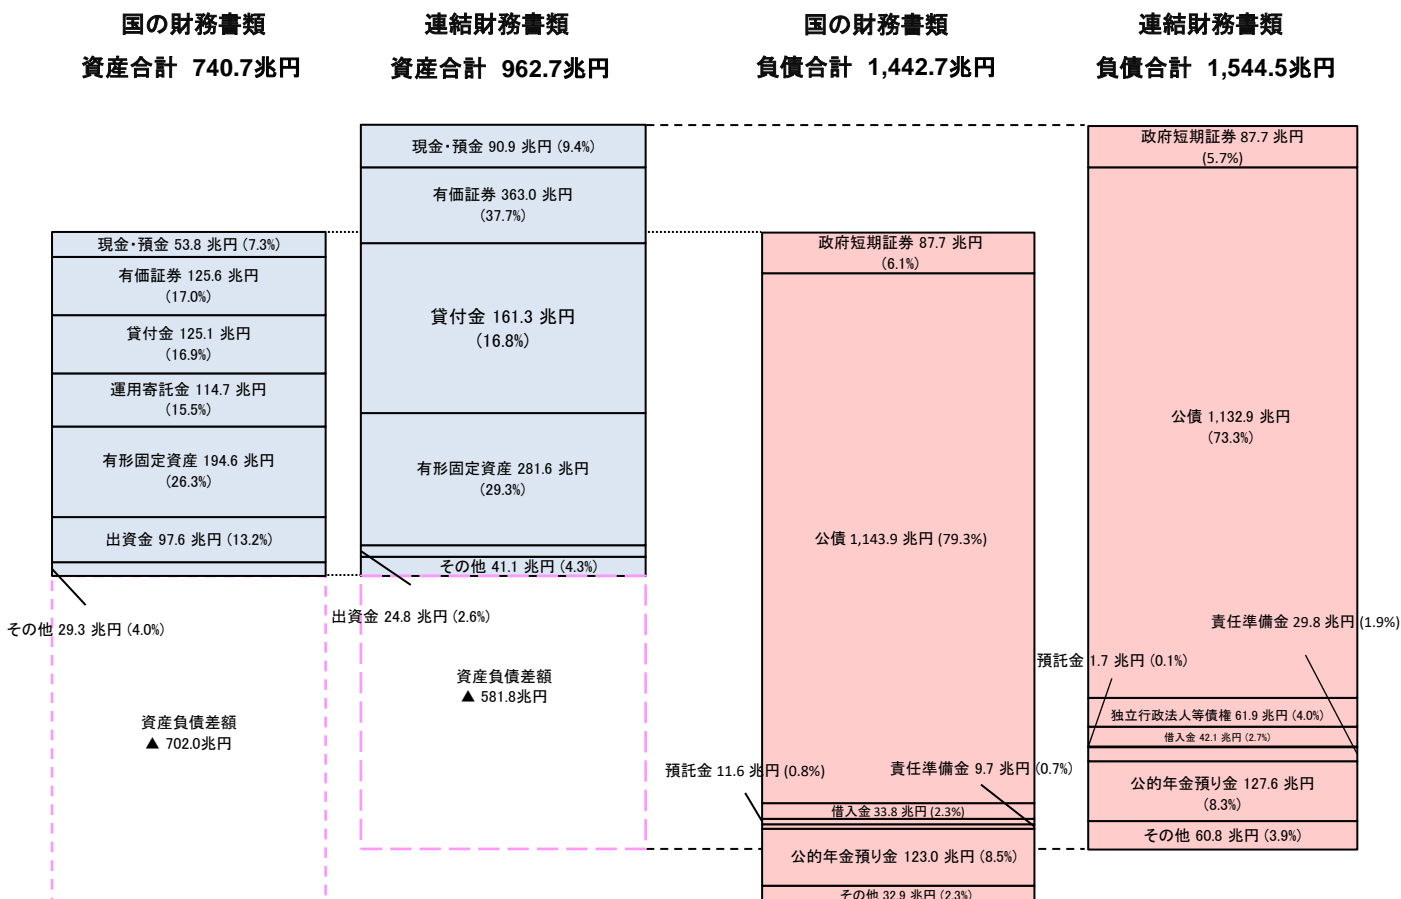 国の財務書類
資産合計 740.7兆円
連結財務書類
資産合計 962.7兆円
国の財務書類
負債合計 1,442.7兆円
連結財務書類
負債合計 1,544.5兆円
現金・預金 53.8 兆円 (7.3%)
有価証券 125.6 兆円
(17.0%)
貸付金 125.1 兆円
(16.9%)
運用寄託金 114.7 兆円
(15.5%)
有形固定資産 194.6 兆円
(26.3%)
出資金 97.6 兆円 (13.2%)
その他 29.3 兆円 (4.0%)
資産負債差額
▲ 702.0兆円
現金・預金 90.9 兆円 (9.4%)
有価証券 363.0 兆円
(37.7%)
貸付金 161.3 兆円
(16.8%)
有形固定資産 281.6 兆円
(29.3%)
その他 41.1 兆円 (4.3%)
出資金 24.8 兆円 (2.6%)
資産負債差額
▲ 581.8兆円
政府短期証券 87.7 兆円
(6.1%)
公債 1,143.9 兆円 (79.3%)
預託金 11.6 兆円 (0.8%)
責任準備金 9.7 兆円 (0.7%)
借入金 33.8 兆円 (2.3%)
公的年金預り金 123.0 兆円 (8.5%)
その他 32.9 兆円 (2.3%)
政府短期証券 87.7 兆円
(5.7%)
公債 1,132.9 兆円
(73.3%)
責任準備金 29.8 兆円 (1.9%)
預託金 1.7 兆円 (0.1%)
独立行政法人等債権 61.9 兆円 (4.0%)
借入金 42.1 兆円 (2.7%)
公的年金預り金 127.6 兆円
(8.3%)
その他 60.8 兆円 (3.9%)